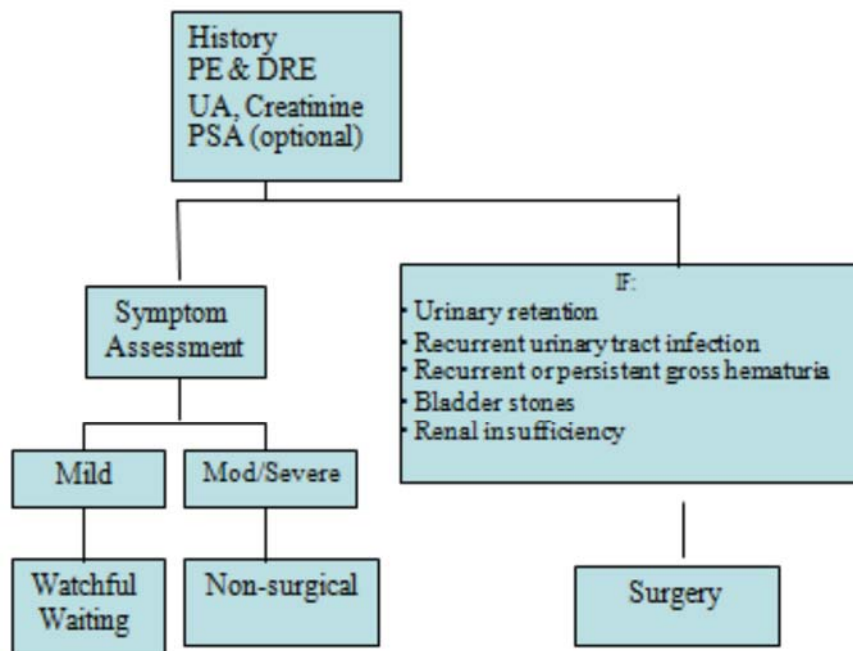 History
PE & DRE
UA, Creatinine
PSA (optional)
Symptom
Assessment
IF:
• Urinary retention
• Recurrent urinary tract infection
• Recurrent or persistent gross hematuria
• Bladder stones
• Renal insufficiency
Mild
Mod/Severe
Watchful
Waiting
Non-surgical
Surgery